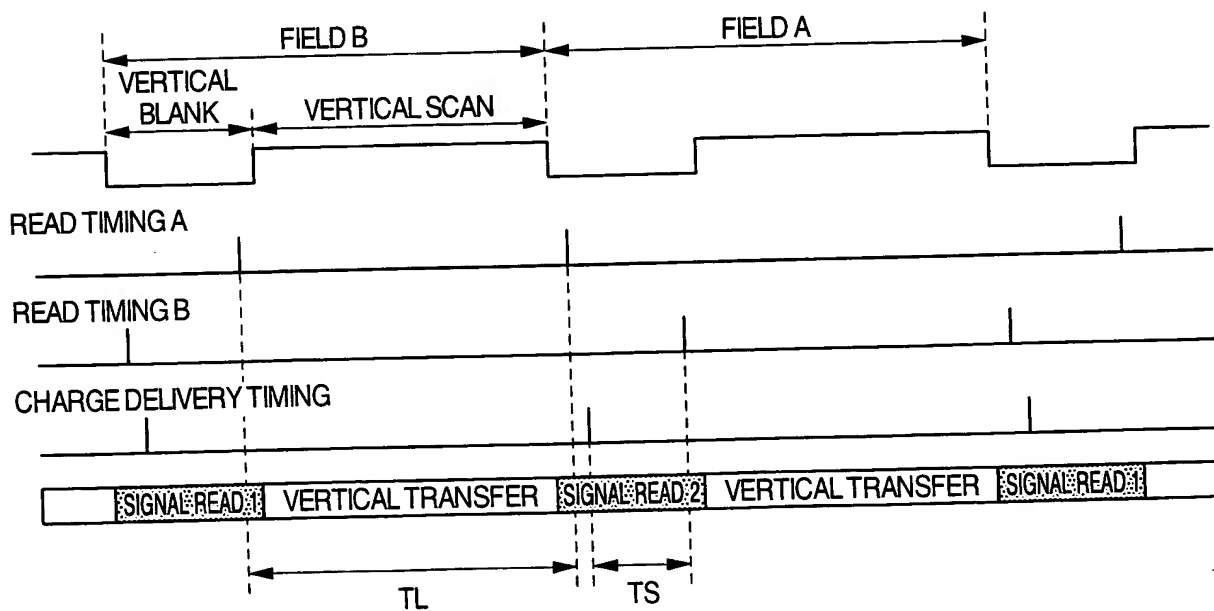 FIELD B
FIELD A
VERTICAL
BLANK
VERTICAL SCAN
READ TIMING A
READ TIMING B
CHARGE DELIVERY TIMING
SIGNAL READ 1
VERTICAL TRANSFER
SIGNAL READ 2
VERTICAL TRANSFER
SIGNAL READ 1
TL
TS